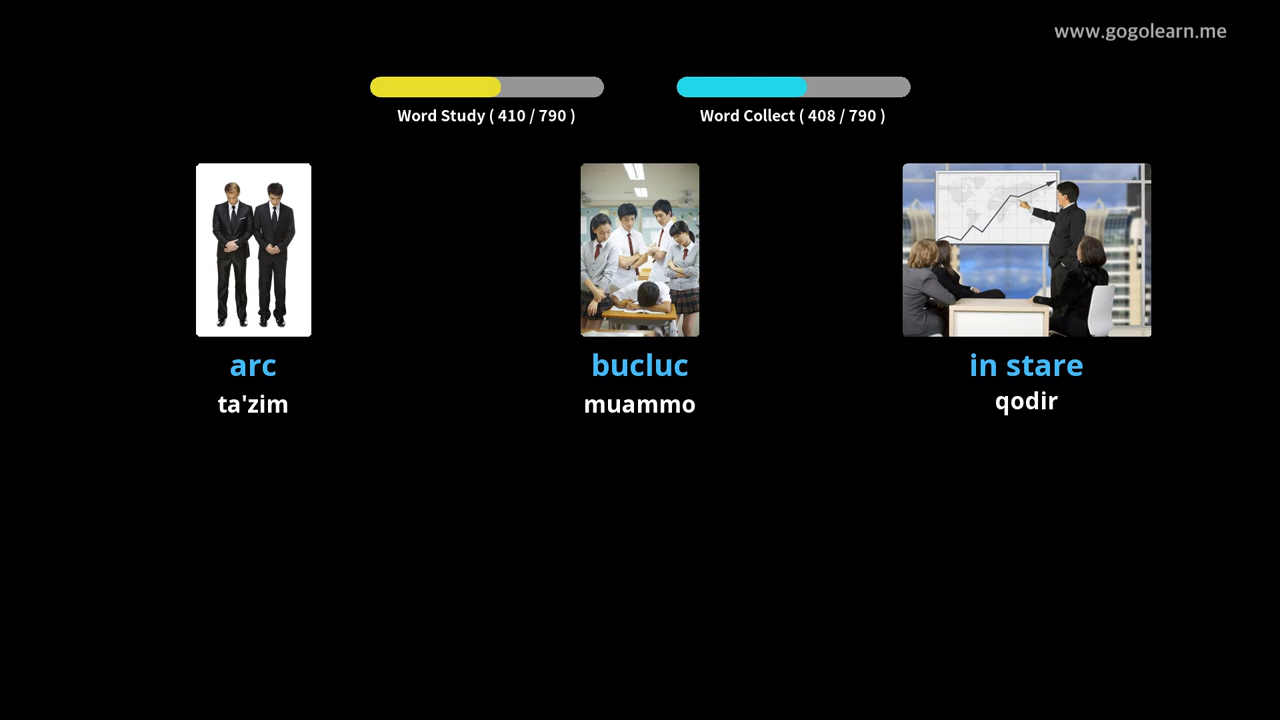 www.gogolearn.me
Word Study ( 410 / 790 )
Word Collect ( 408 / 790 )
arc
ta'zim
bucluc
muammo
in stare
qodir